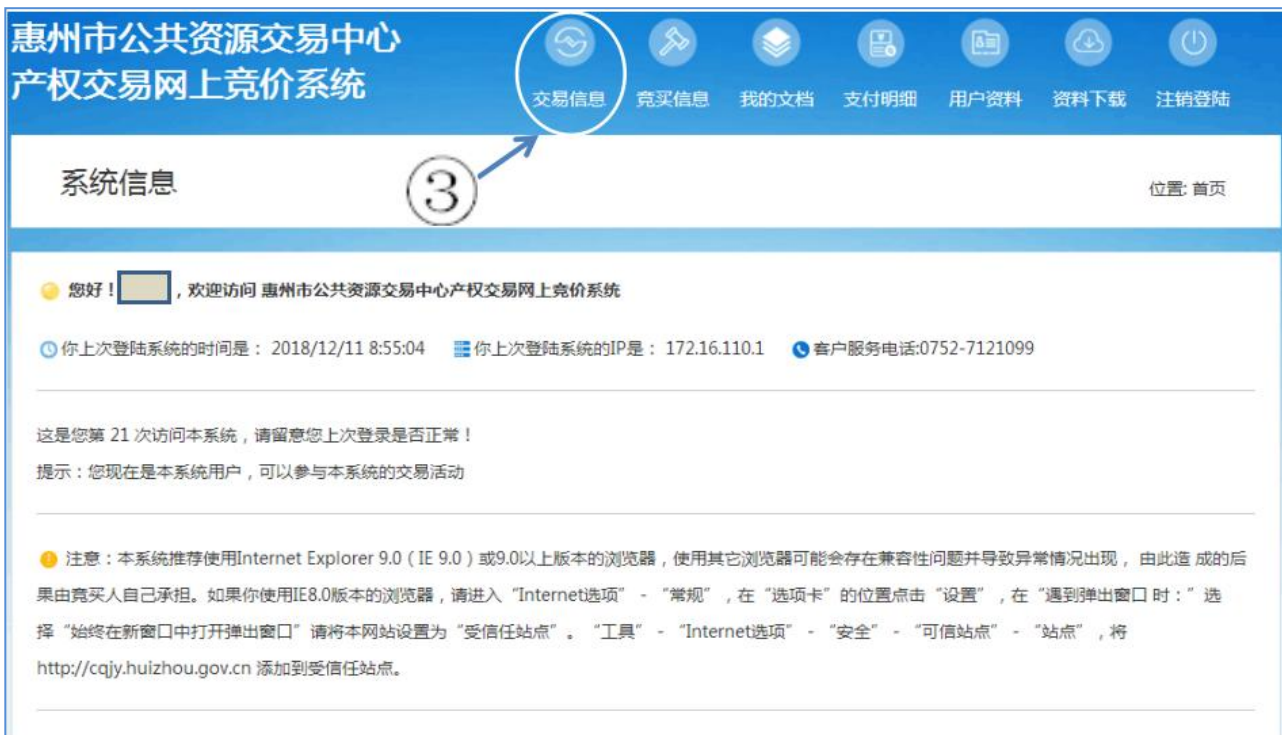 惠州市公共资源交易中心
产权交易网上竞价系统
交易信息 竞买信息 我的文档 支付明细 用户资料 资料下载 注销登陆
系统信息
③
位置: 首页
您好！ ，欢迎访问 惠州市公共资源交易中心产权交易网上竞价系统
你上次登陆系统的时间是： 2018/12/11 8:55:04 你上次登陆系统的IP是： 172.16.110.1 客户服务电话:0752-7121099
这是您第 21 次访问本系统，请留意您上次登录是否正常！
提示：您现在是本系统用户，可以参与本系统的交易活动
注意：本系统推荐使用Internet Explorer 9.0（IE 9.0）或9.0以上版本的浏览器，使用其它浏览器可能会存在兼容性问题并导致异常情况出现， 由此造 成的后
果由竞买人自己承担。如果你使用IE8.0版本的浏览器，请进入“Internet选项” - “常规”，在“选项卡”的位置点击“设置”，在“遇到弹出窗口 时：”选
择“始终在新窗口中打开弹出窗口”请将本网站设置为“受信任站点”。“工具” - “Internet选项” - “安全” - “可信站点” - “站点”，将
http://cqjy.huizhou.gov.cn 添加到受信任站点。